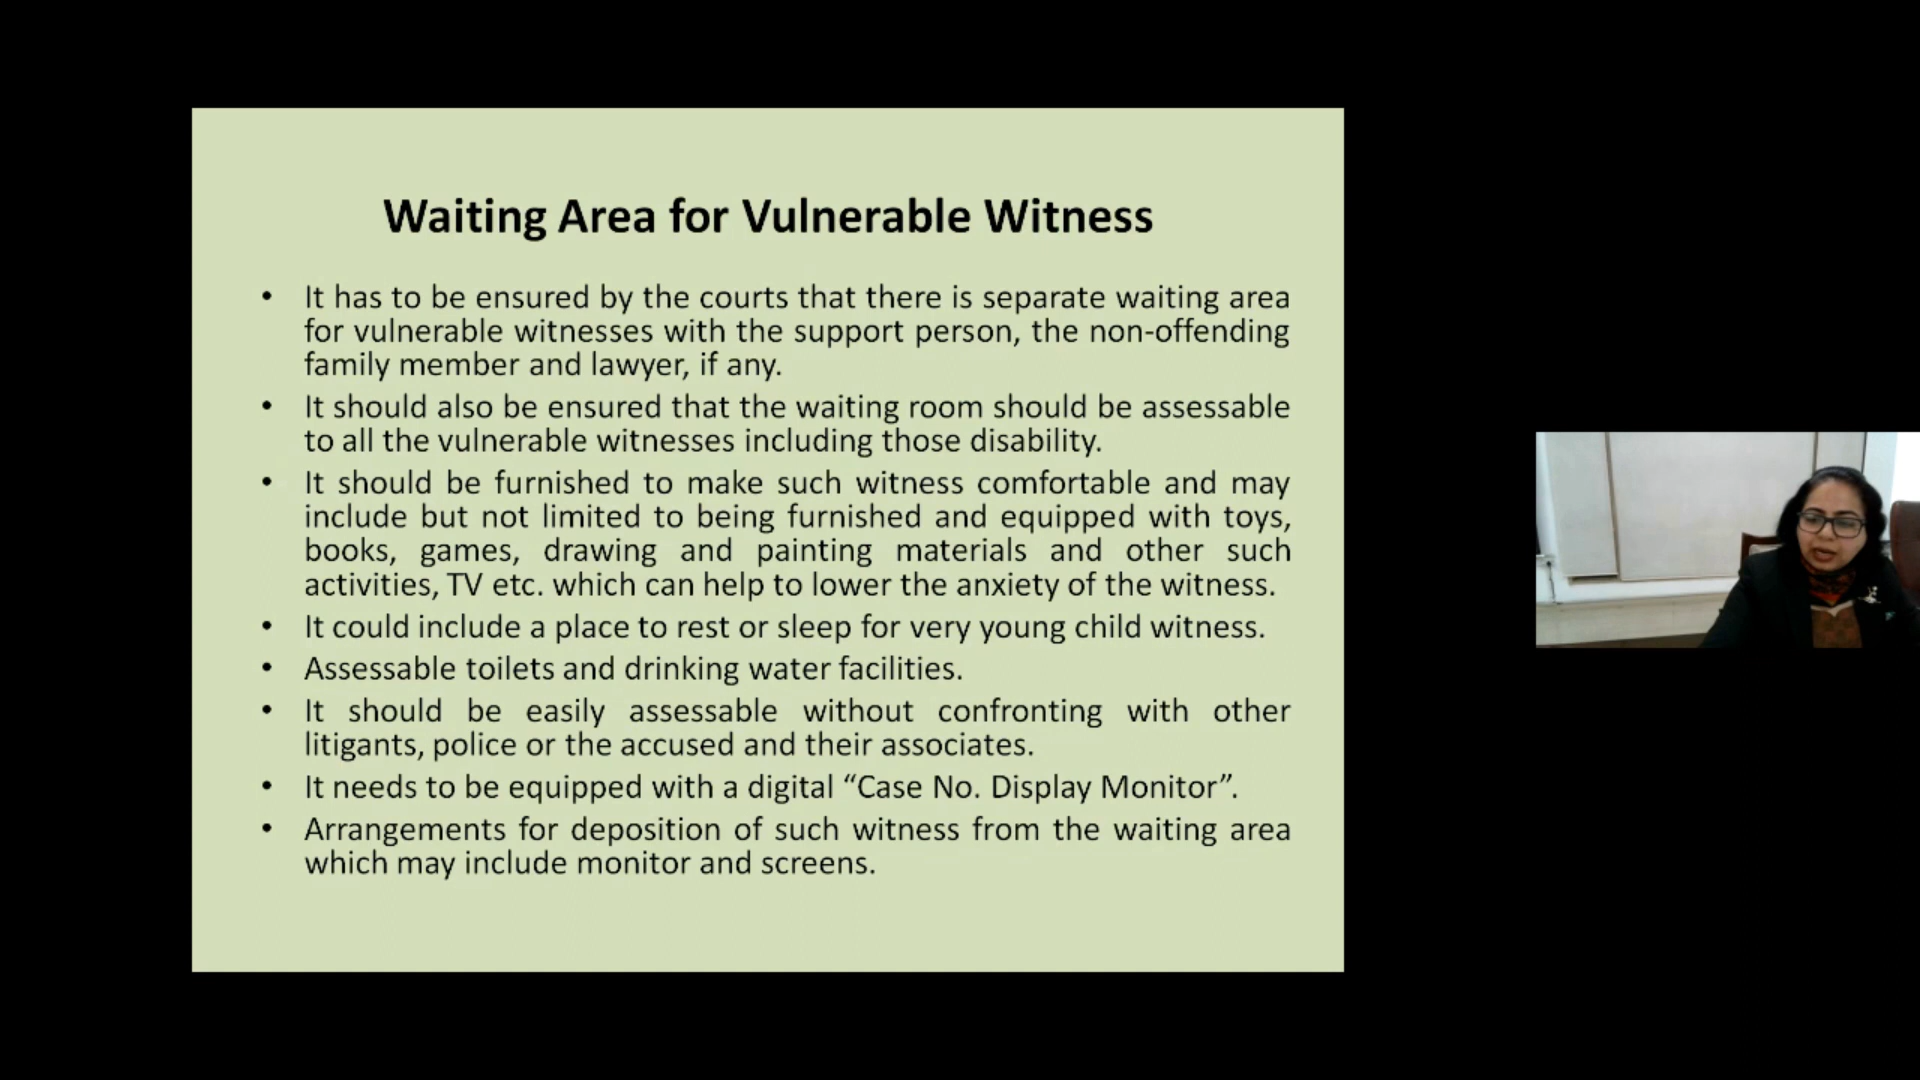 Waiting Area for Vulnerable Witness
• It has to be ensured by the courts that there is separate waiting area
for vulnerable witnesses with the support person, the non-offending
family member and lawyer, if any.
• It should also be ensured that the waiting room should be assessable
to all the vulnerable witnesses including those disability.
• It should be furnished to make such witness comfortable and may
include but not limited to being furnished and equipped with toys,
books, games, drawing and painting materials and other such
activities, TV etc. which can help to lower the anxiety of the witness.
• It could include a place to rest or sleep for very young child witness.
• Assessable toilets and drinking water facilities.
• It should be easily assessable without confronting with other
litigants, police or the accused and their associates.
• It needs to be equipped with a digital “Case No. Display Monitor”.
• Arrangements for deposition of such witness from the waiting area
which may include monitor and screens.